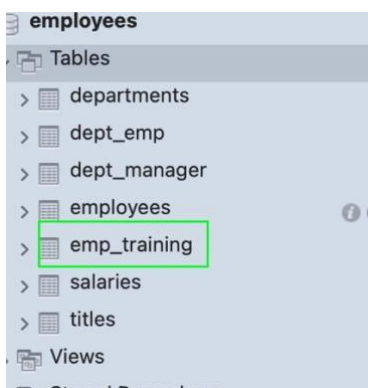 employees
Tables
departments
dept_emp
dept_manager
employees
emp_training
salaries
titles
Views